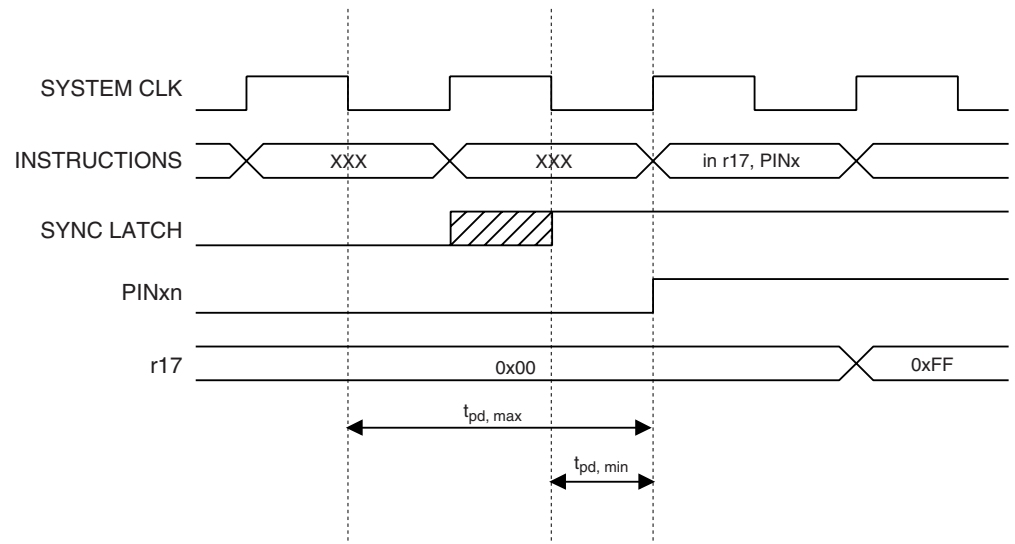 SYSTEM CLK
INSTRUCTIONS XXX XXX in r17, PINx
SYNC LATCH
PINxn
r17 0x00 0xFF
tpd, max
tpd, min